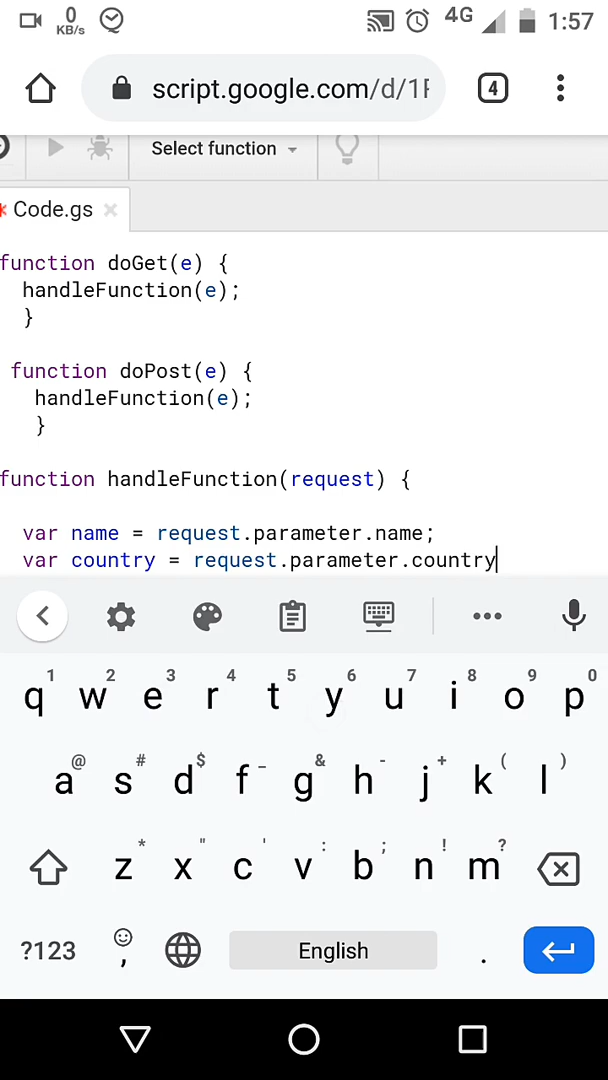 0
KB/s
4G
1:57
script.google.com/d/1F
4
Select function
Code.gs
function doGet(e) {
handleFunction(e);
}
function doPost(e) {
handleFunction(e);
}
function handleFunction(request) {
var name = request.parameter.name;
var country = request.parameter.country
1 2 3 4 5 6 7 8 9 0
q w e r t y u i o p
@ # $ _ & - + ( )
a s d f g h j k l
* " ' : ; ! ?
z x c v b n m
?123 , English .